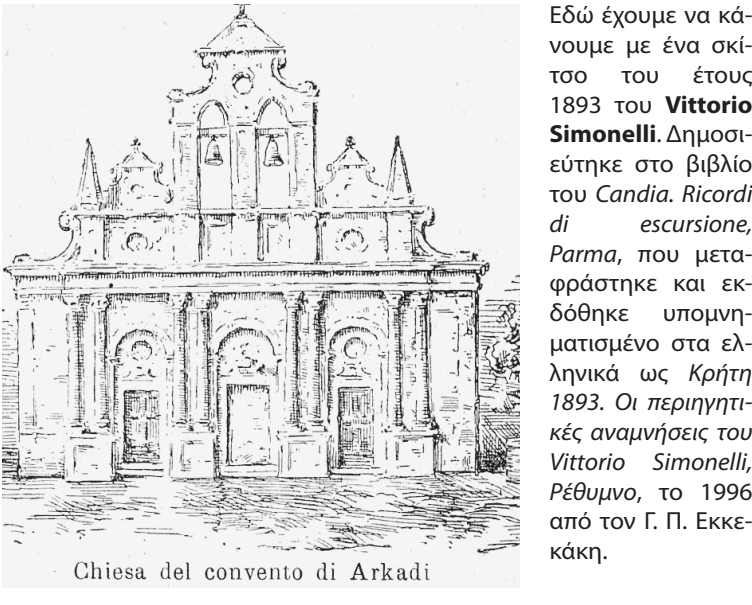 Εδώ έχουμε να κά-
νουμε με ένα σκί-
τσο του έτους
1893 του Vittorio
Simonelli. Δημοσι-
εύτηκε στο βιβλίο
του Candia. Ricordi
di escursione,
Parma, που μετα-
φράστηκε και εκ-
δόθηκε υπομνη-
ματισμένο στα ελ-
ληνικά ως Κρήτη
1893. Οι περιηγητι-
κές αναμνήσεις του
Vittorio Simonelli,
Ρέθυμνο, το 1996
από τον Γ. Π. Εκκε-
κάκη.
Chiesa del convento di Arkadi